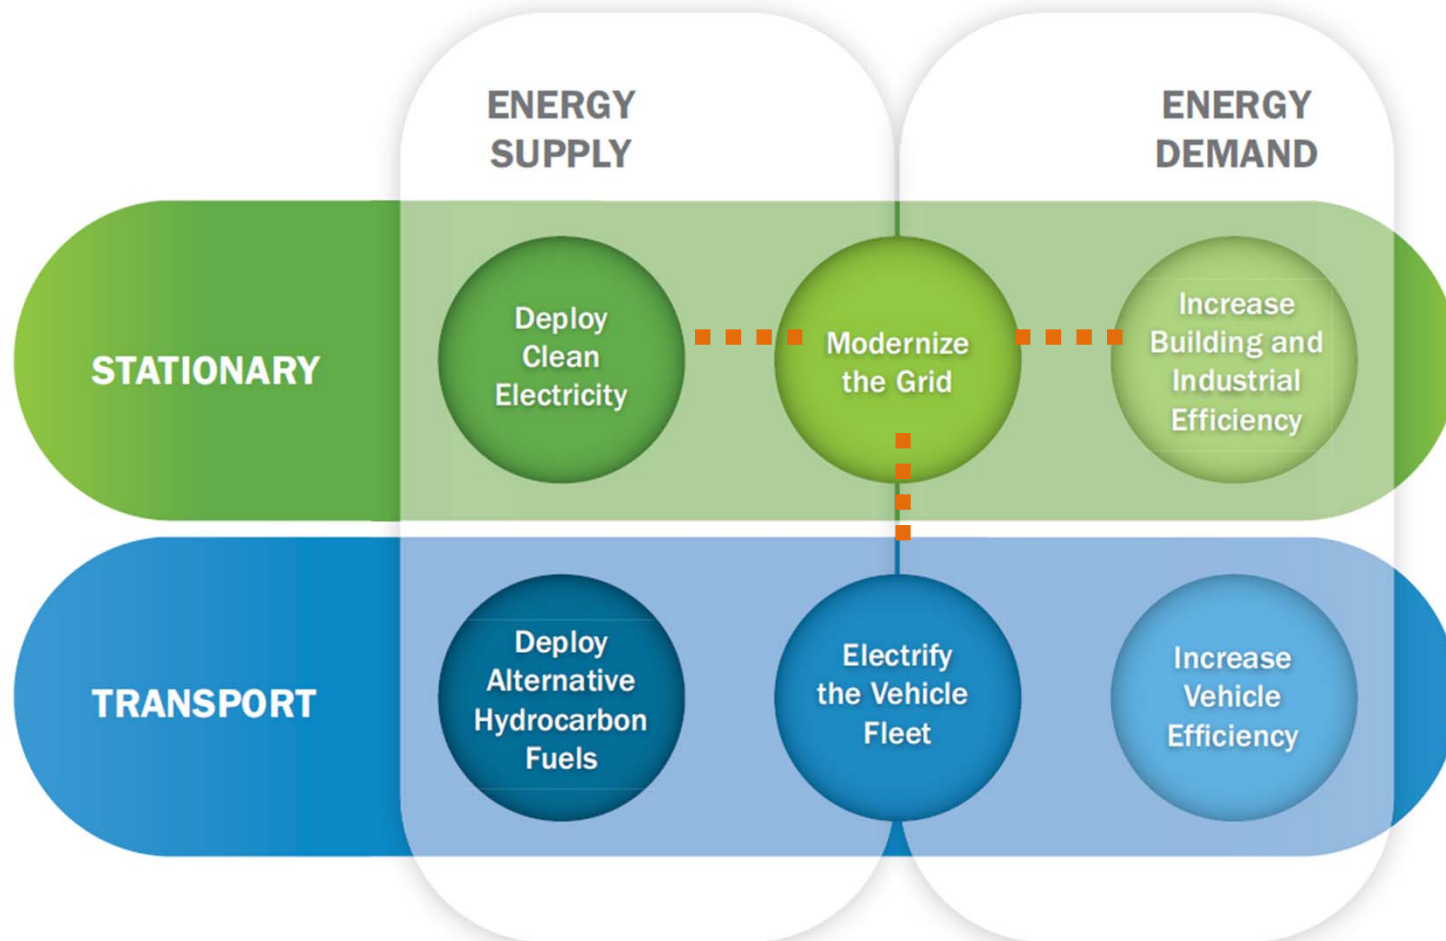 ENERGY
SUPPLY
ENERGY
DEMAND
STATIONARY
Deploy
Clean
Electricity
Modernize
the Grid
Increase
Building and
Industrial
Efficiency
TRANSPORT
Deploy
Alternative
Hydrocarbon
Fuels
Electrify
the Vehicle
Fleet
Increase
Vehicle
Efficiency